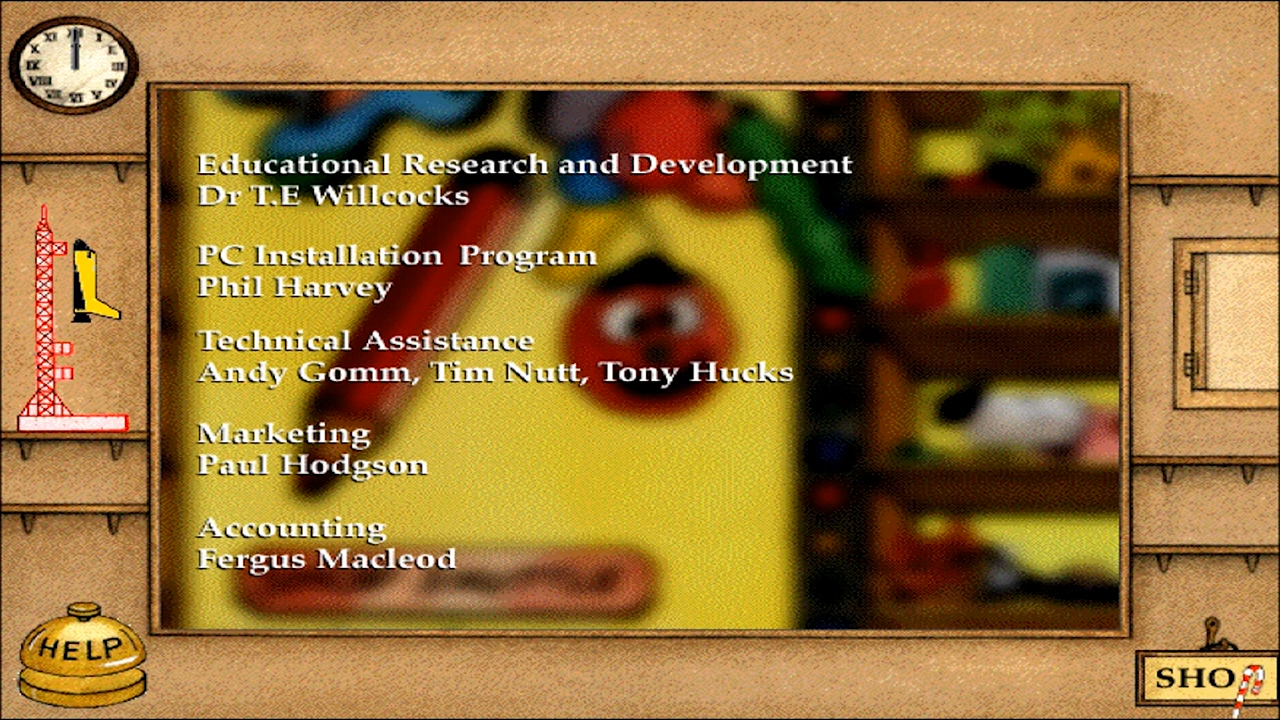 Educational Research and Development
Dr T.E Willcocks
PC Installation Program
Phil Harvey
Technical Assistance
Andy Gomm, Tim Nutt, Tony Hucks
Marketing
Paul Hodgson
Accounting
Fergus Macleod
HELP
SHOP